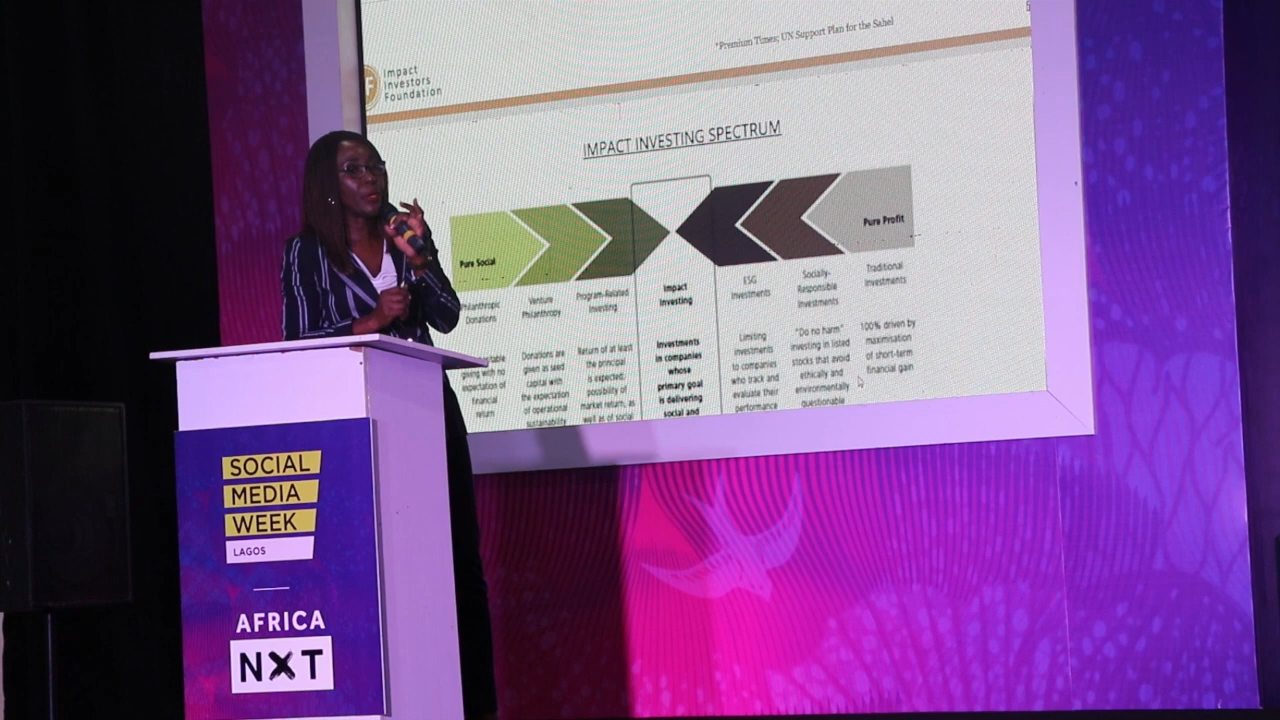 *Premium Times; UN Support Plan for the Sahel
Impact
Investors
Foundation
IMPACT INVESTING SPECTRUM
Pure Social
Pure Profit
Philanthropic
Donations
Venture
Philanthropy
Program-Related
Investing
Impact
Investing
ESG
Investments
Socially-
Responsible
Investments
Traditional
Investments
giving with no
expectation of
financial
return
Donations are
given as seed
capital with
the expectation
of operational
sustainability
Return of at least
the principal
is expected;
possibility of
market return, as
well as of social
Investments
in companies
whose
primary goal
is delivering
social and
Limiting
investments
to companies
who track and
evaluate their
performance
"Do no harm"
investing in listed
stocks that avoid
ethically and
environmentally
questionable
100% driven by
maximisation
of short-term
financial gain
SOCIAL
MEDIA
WEEK
LAGOS
AFRICA
NXT